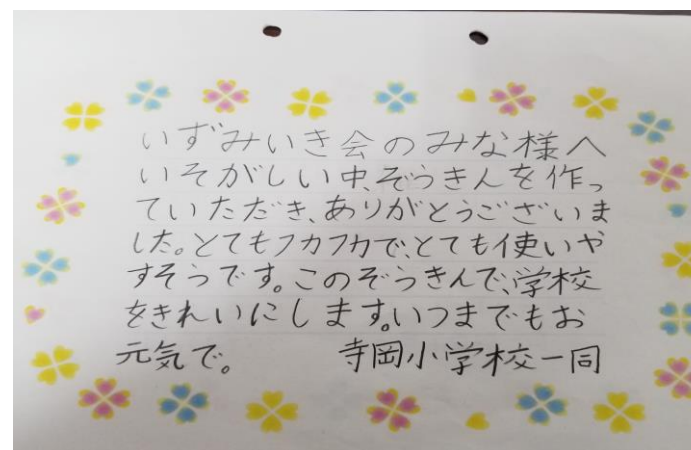 いずみいき会のみな様へ
いそがしい中、ぞうきんを作っ
ていただき、ありがとうございま
した。とてもフカフカで、とても使いや
すそうです。このぞうきんで、学校
をきれいにします。いつまでもお
元気で。 寺岡小学校一同